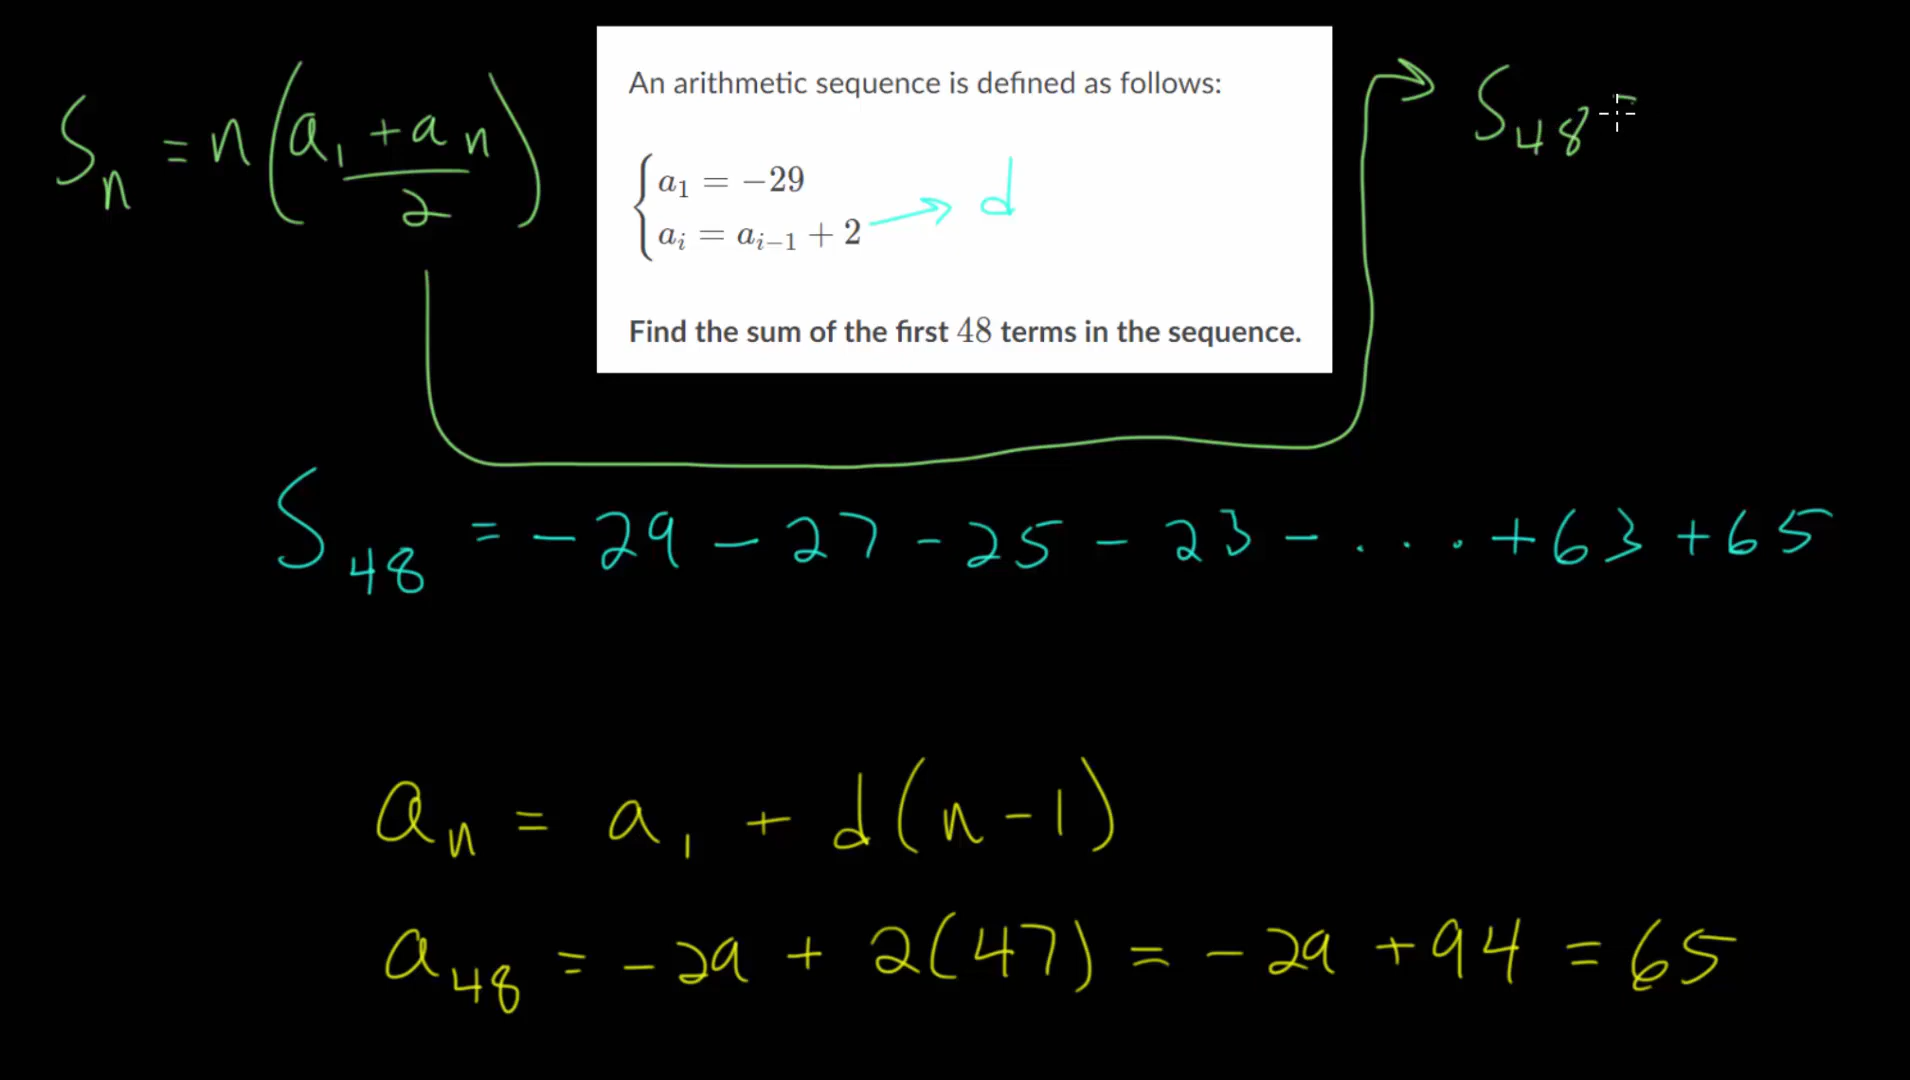 S_n = n((a_1 + a_n)/2)
An arithmetic sequence is defined as follows:
a_1 = −29
a_i = a_{i−1} + 2 → d
Find the sum of the first 48 terms in the sequence.
S_48 =
S_48 = −29 − 27 − 25 − 23 − . . . . + 63 + 65
a_n = a_1 + d(n − 1)
a_48 = −29 + 2(47) = −29 + 94 = 65